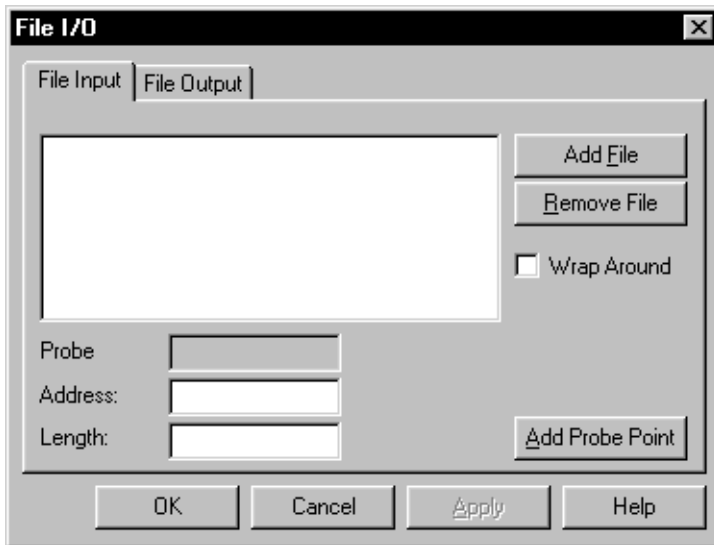 File I/O
File Input File Output
Add File
Remove File
Wrap Around
Probe
Address:
Length:
Add Probe Point
OK Cancel Apply Help